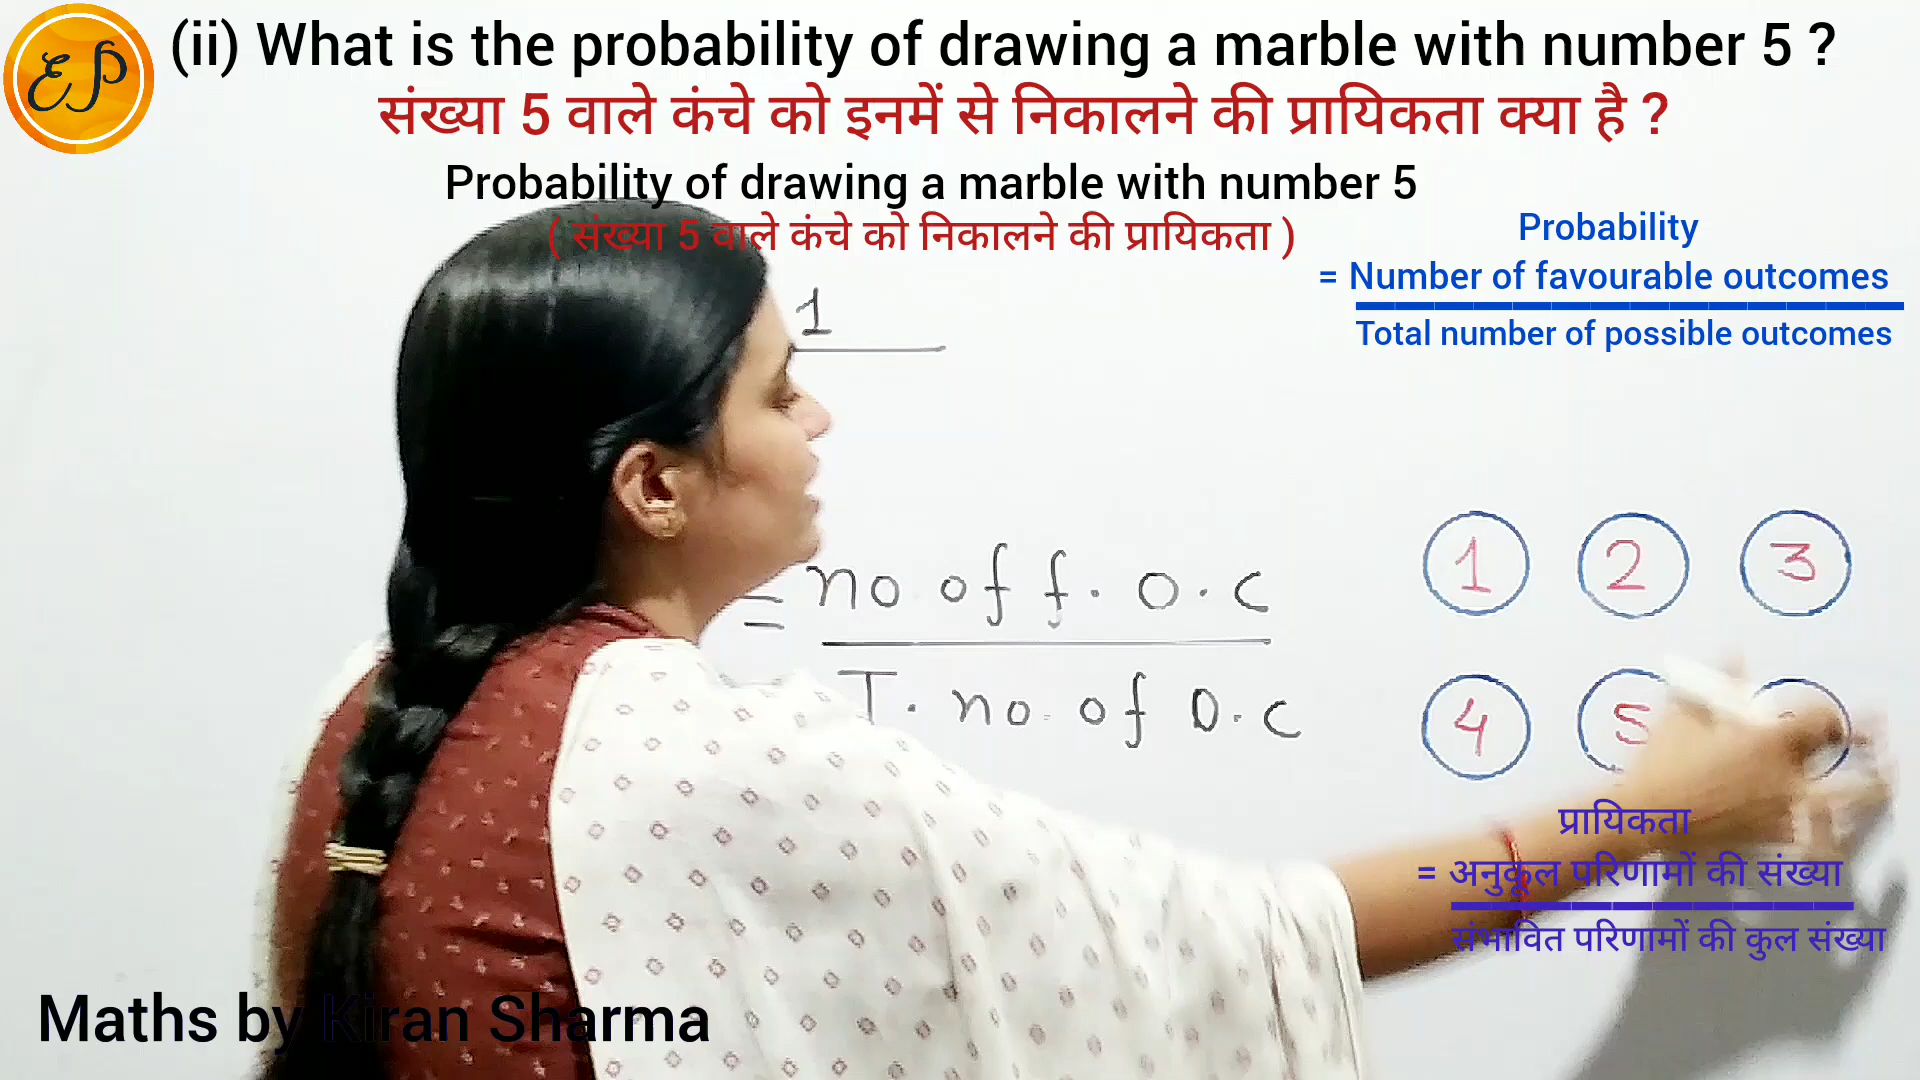 EP
(ii) What is the probability of drawing a marble with number 5 ?
संख्या 5 वाले कंचे को इनमें से निकालने की प्रायिकता क्या है ?
Probability of drawing a marble with number 5
( संख्या 5 वाले कंचे को निकालने की प्रायिकता )
Probability
= Number of favourable outcomes
Total number of possible outcomes
1
= no of f. o. c
T. no. of O. c
1 2 3
4 5
प्रायिकता
= अनुकूल परिणामों की संख्या
संभावित परिणामों की कुल संख्या
Maths by Kiran Sharma